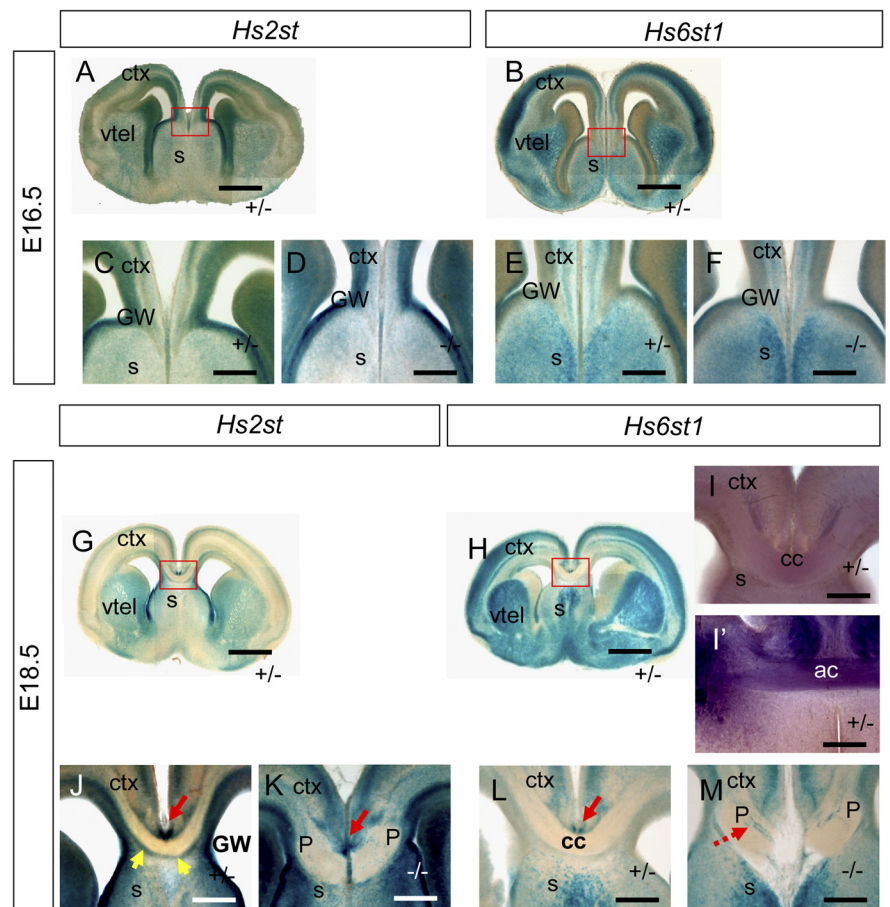 Hs2st
Hs6st1
E16.5
A
ctx
vtel
s
+/-
B
ctx
vtel
s
+/-
C
ctx
GW
s
+/-
D
ctx
GW
s
-/-
E
ctx
GW
s
+/-
F
ctx
GW
s
-/-
Hs2st
Hs6st1
E18.5
G
ctx
vtel
s
+/-
H
ctx
vtel
s
+/-
I
ctx
cc
s
+/-
I'
ac
+/-
J
ctx
GW
s
+/-
K
ctx
P
P
s
-/-
L
ctx
cc
s
+/-
M
ctx
P
P
s
-/-